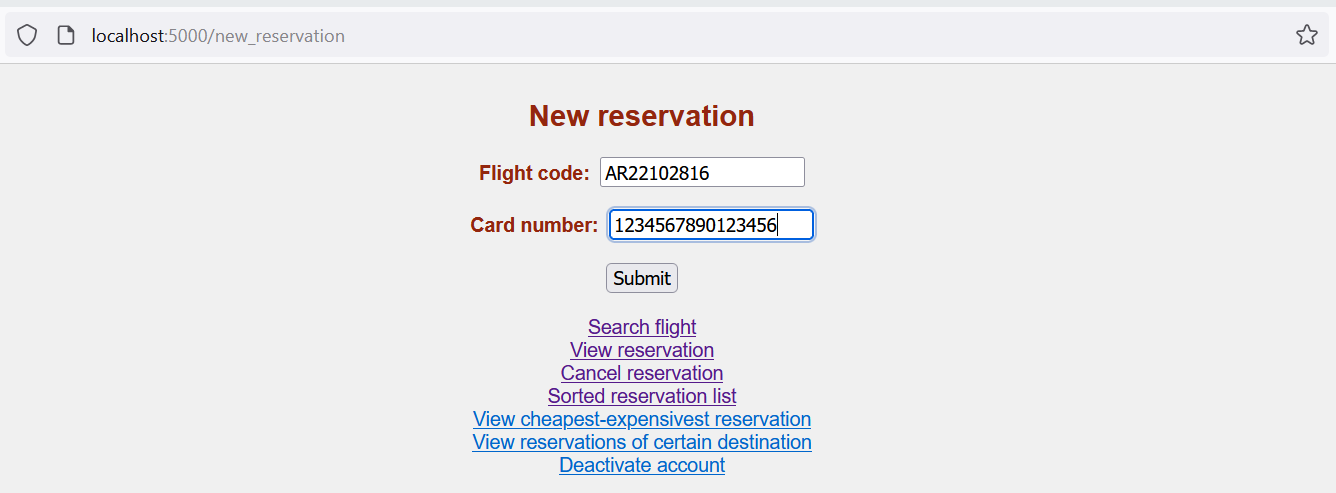 localhost:5000/new_reservation
New reservation
Flight code: AR22102816
Card number: 1234567890123456
Submit
Search flight
View reservation
Cancel reservation
Sorted reservation list
View cheapest-expensivest reservation
View reservations of certain destination
Deactivate account